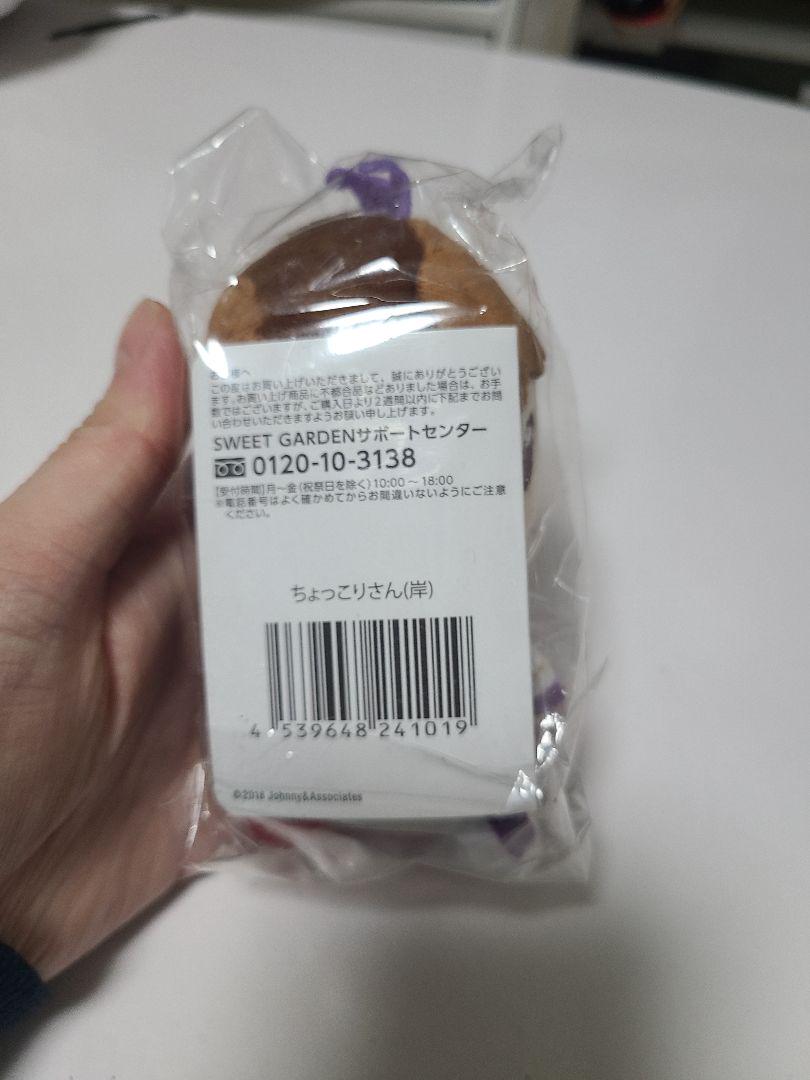 お客様へ
この度はお買い上げいただきまして、誠にありがとうござい
ます。お買い上げ商品に不都合品などありました場合は、お手
数ではございますが、ご購入日より2週間以内に下記までお問
い合わせいただきますようお願い申し上げます。
SWEET GARDENサポートセンター
0120-10-3138
【受付時間】月〜金(祝祭日を除く)10:00〜18:00
※電話番号はよく確かめてからお間違いないようにご注意
ください。
ちょっこりさん(岸)
4 539648 241019
©2018 Johnny&Associates